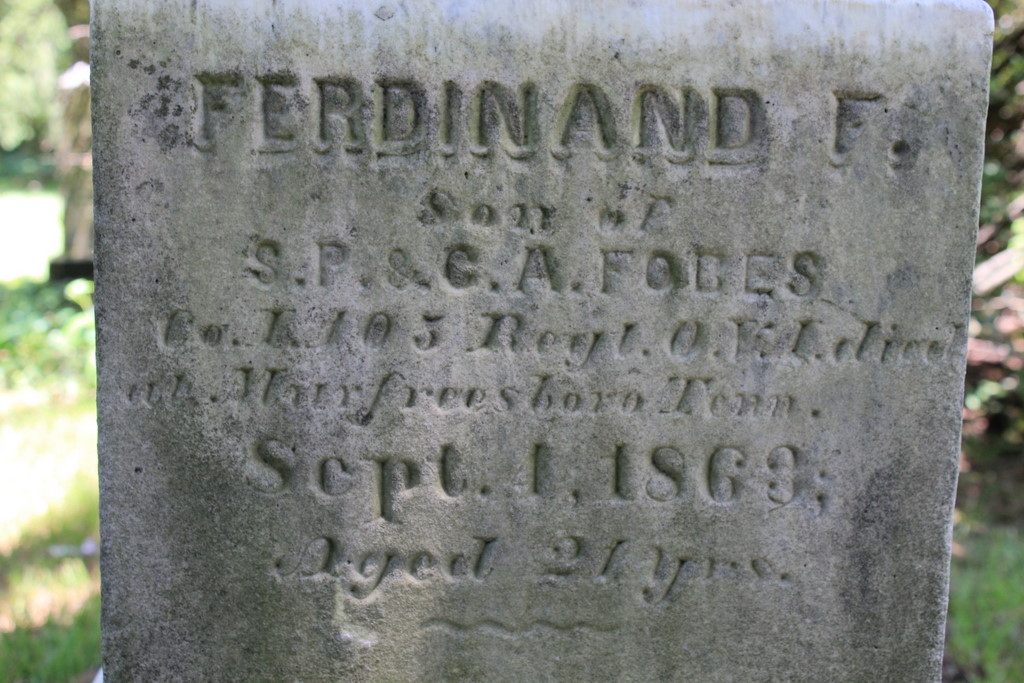 FERDINAND F.
Son of
S.P. & C.A. FOBES
Co. I. 105 Regt. O.V.I. died
at Murfreesboro Tenn.
Sept. 1, 1863;
Aged 21 yrs.